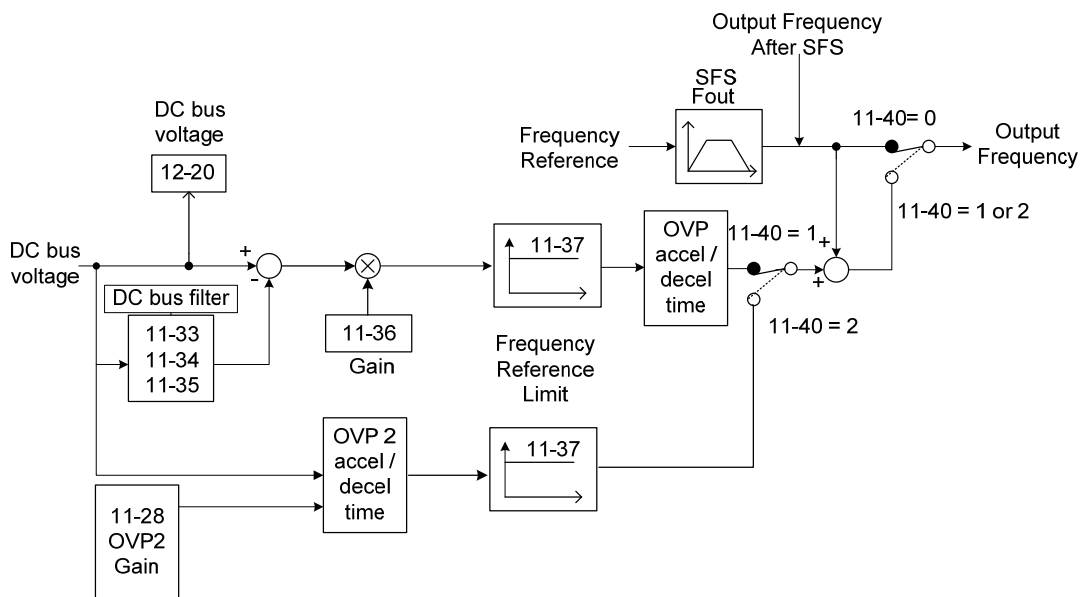 Output Frequency
After SFS
SFS
Fout
Frequency
Reference
11-40= 0
Output
Frequency
11-40 = 1 or 2
DC bus
voltage
12-20
DC bus
voltage
+
-
DC bus filter
11-33
11-34
11-35
11-36
Gain
11-37
OVP
accel /
decel
time
11-40 = 1
+
+
11-40 = 2
Frequency
Reference
Limit
OVP 2
accel /
decel
time
11-37
11-28
OVP2
Gain